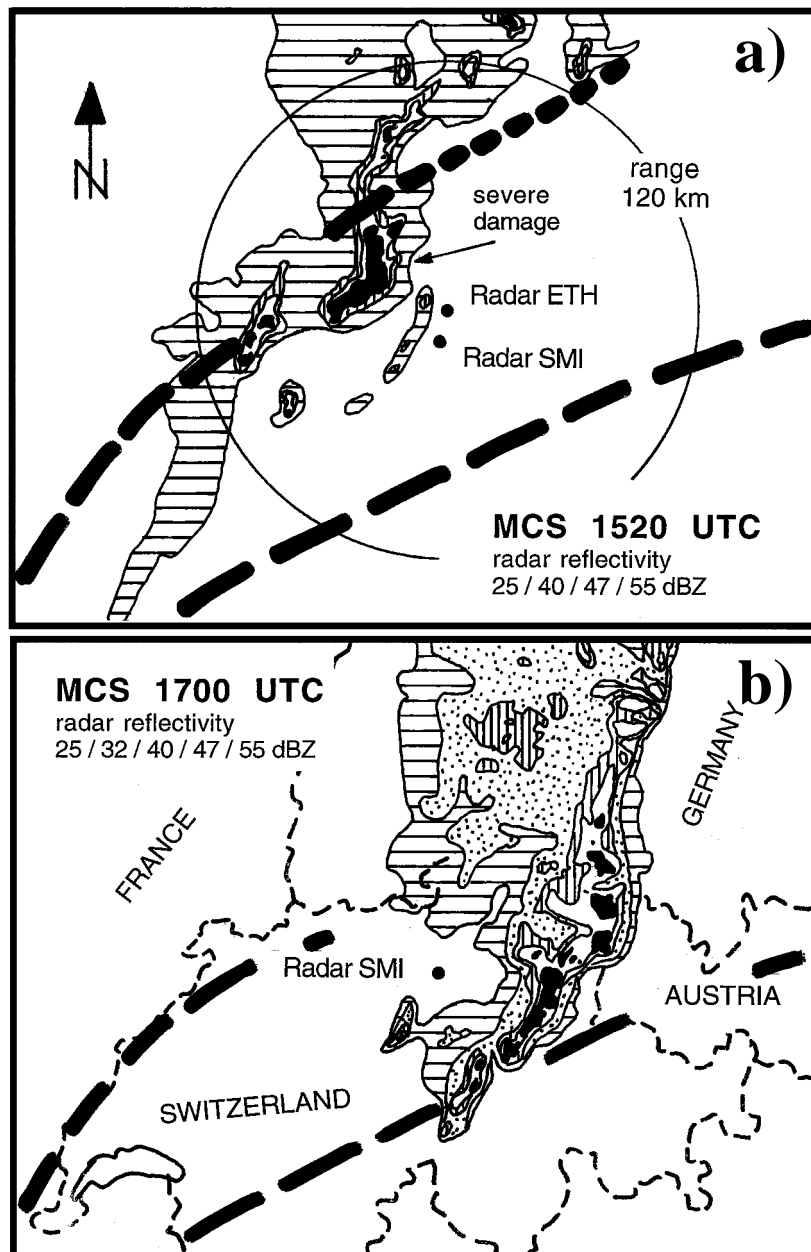 a)
N
range
120 km
severe
damage
Radar ETH
Radar SMI
MCS 1520 UTC
radar reflectivity
25 / 40 / 47 / 55 dBZ
MCS 1700 UTC
radar reflectivity
25 / 32 / 40 / 47 / 55 dBZ
b)
GERMANY
FRANCE
Radar SMI
AUSTRIA
SWITZERLAND